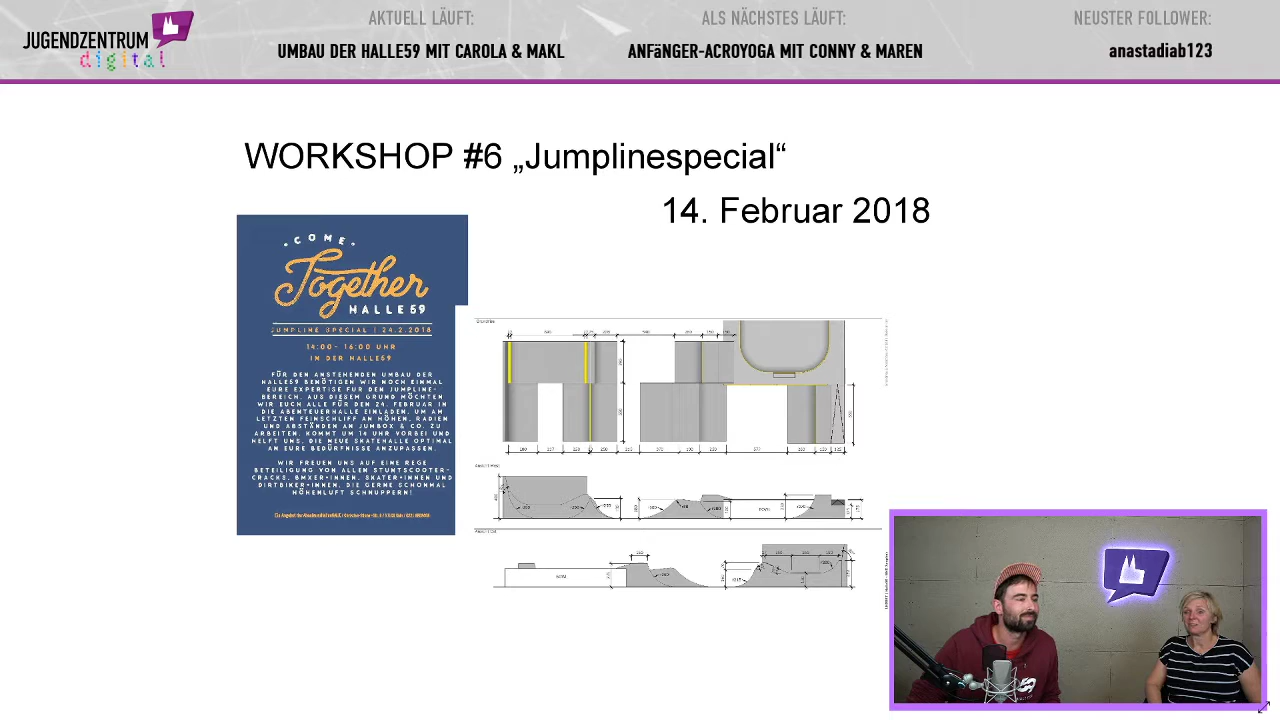 JUGENDZENTRUM
digital
AKTUELL LÄUFT:
UMBAU DER HALLE59 MIT CAROLA & MAKL
ALS NÄCHSTES LÄUFT:
ANFäNGER-ACROYOGA MIT CONNY & MAREN
NEUSTER FOLLOWER:
anastadiab123
WORKSHOP #6 „Jumplinespecial“
14. Februar 2018
COME
Together
HALLE59
JUMPLINE SPECIAL | 24.2.2018
14:00- 16:00 UHR
IN DER HALLE59
FÜR DEN ANSTEHENDEN UMBAU DER
HALLE59 BENÖTIGEN WIR NOCH EINMAL
EURE EXPERTISE FÜR DEN JUMPLINE-
BEREICH. AUS DIESEM GRUND MÖCHTEN
WIR EUCH ALLE FÜR DEN 24. FEBRUAR IN
DIE ABENTEUERHALLE EINLADEN, UM AM
LETZTEN FEINSCHLIFF AN HÖHEN, RADIEN
UND ABSTÄNDEN AN JUMBOX & CO. ZU
ARBEITEN. KOMMT UM 14 UHR VORBEI UND
HELFT UNS, DIE NEUE SKATEHALLE OPTIMAL
AN EURE BEDÜRFNISSE ANZUPASSEN.
WIR FREUEN UNS AUF EINE REGE
BETEILIGUNG VON ALLEN STUNTSCOOTER-
CRACKS, BMXER*INNEN, SKATER*INNEN UND
DIRTBIKER*INNEN, DIE GERNE SCHONMAL
HÖHENLUFT SCHNUPPERN!